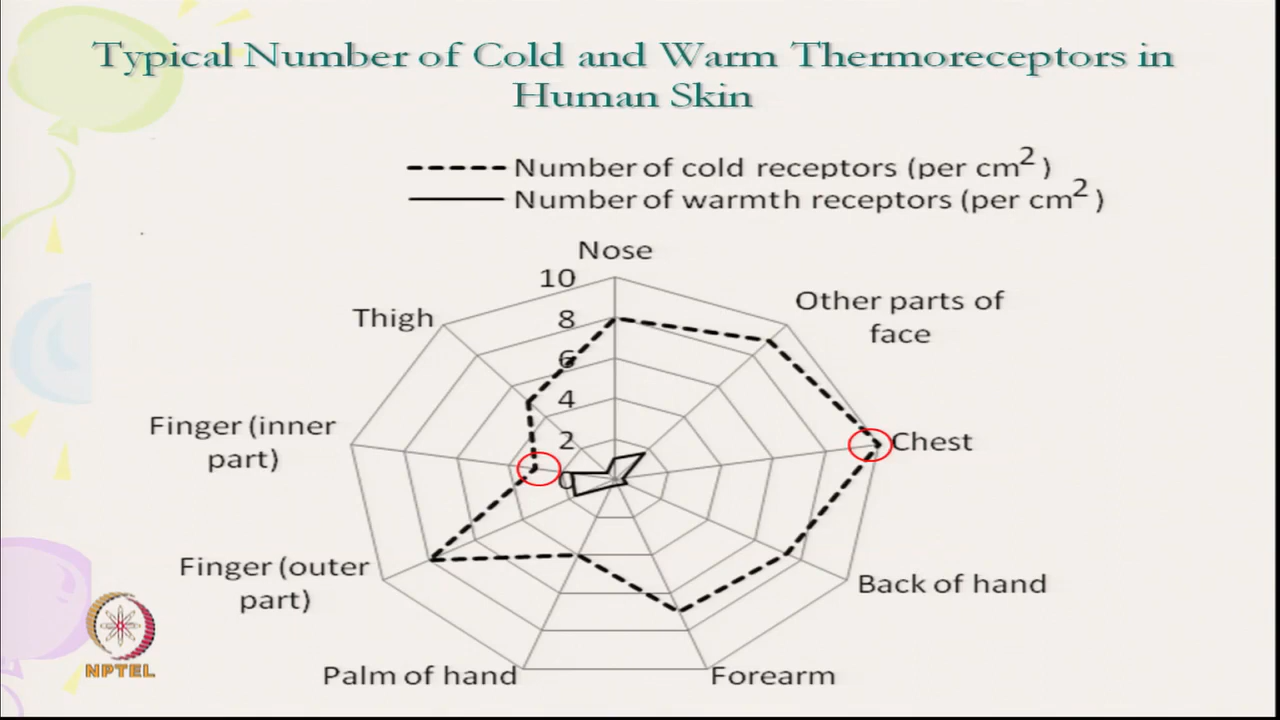 Typical Number of Cold and Warm Thermoreceptors in
Human Skin
Number of cold receptors (per cm2)
Number of warmth receptors (per cm2)
Nose
10
8
6
4
2
0
Other parts of
face
Chest
Back of hand
Forearm
Palm of hand
Finger (outer
part)
Finger (inner
part)
Thigh
NPTEL